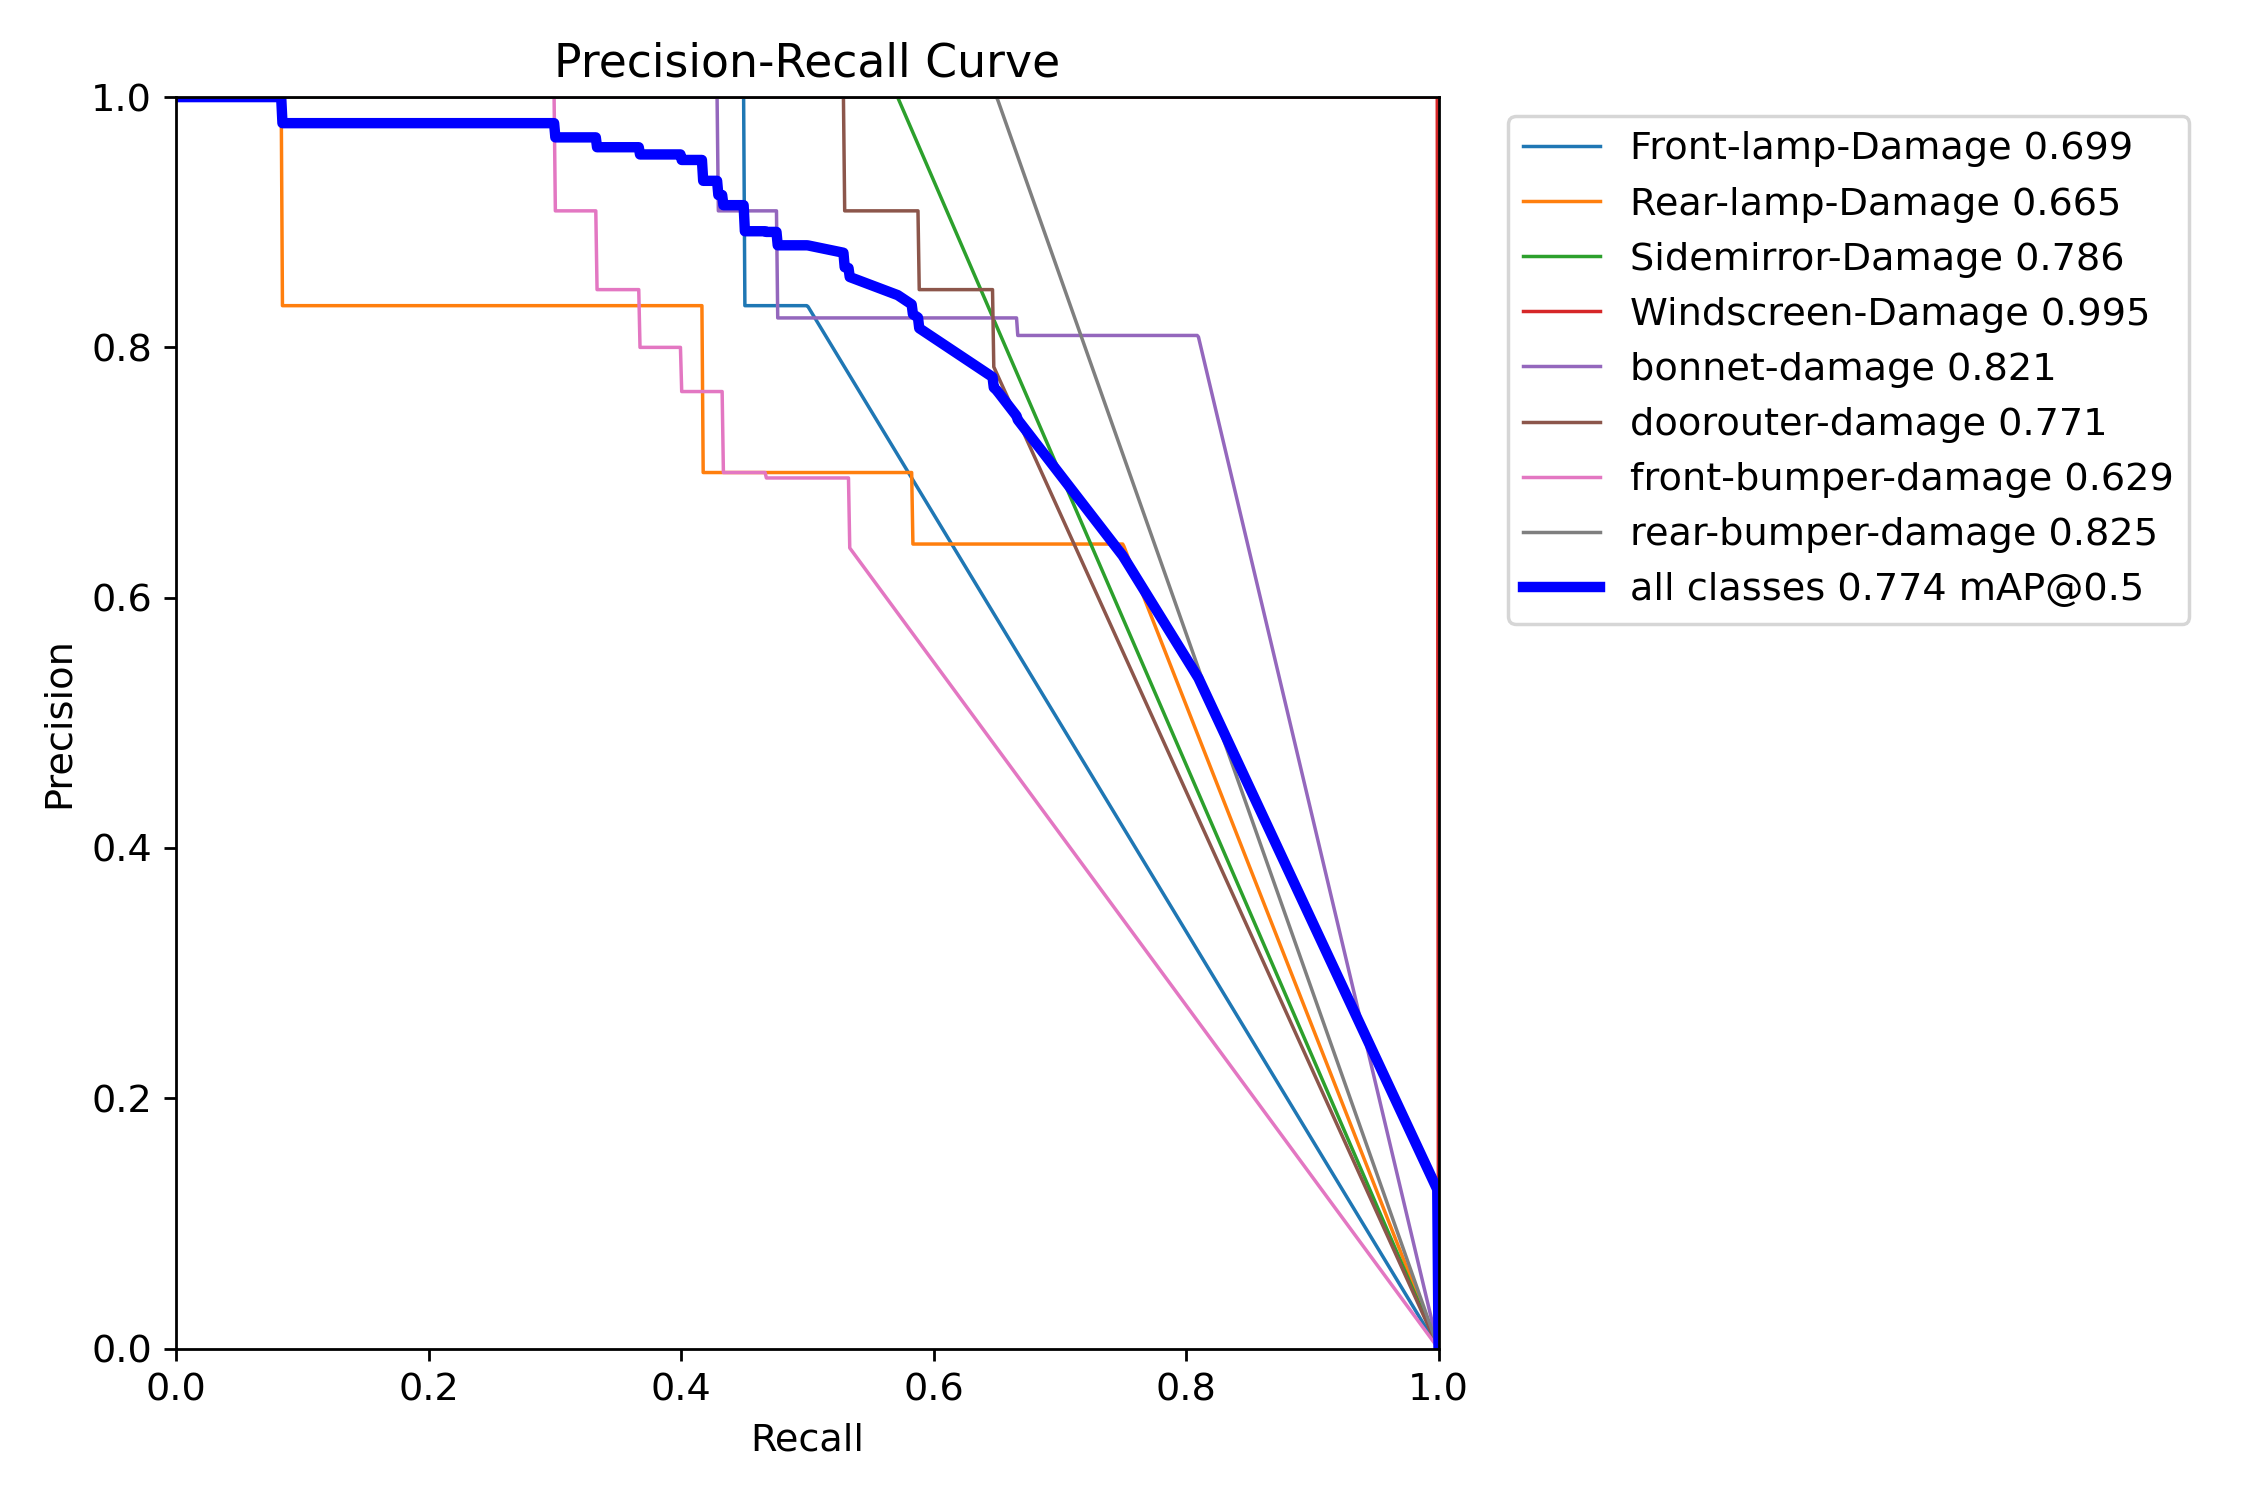 Precision-Recall Curve
1.0
0.8
0.6
0.4
0.2
0.0
Precision
0.0 0.2 0.4 0.6 0.8 1.0
Recall
Front-lamp-Damage 0.699
Rear-lamp-Damage 0.665
Sidemirror-Damage 0.786
Windscreen-Damage 0.995
bonnet-damage 0.821
doorouter-damage 0.771
front-bumper-damage 0.629
rear-bumper-damage 0.825
all classes 0.774 mAP@0.5